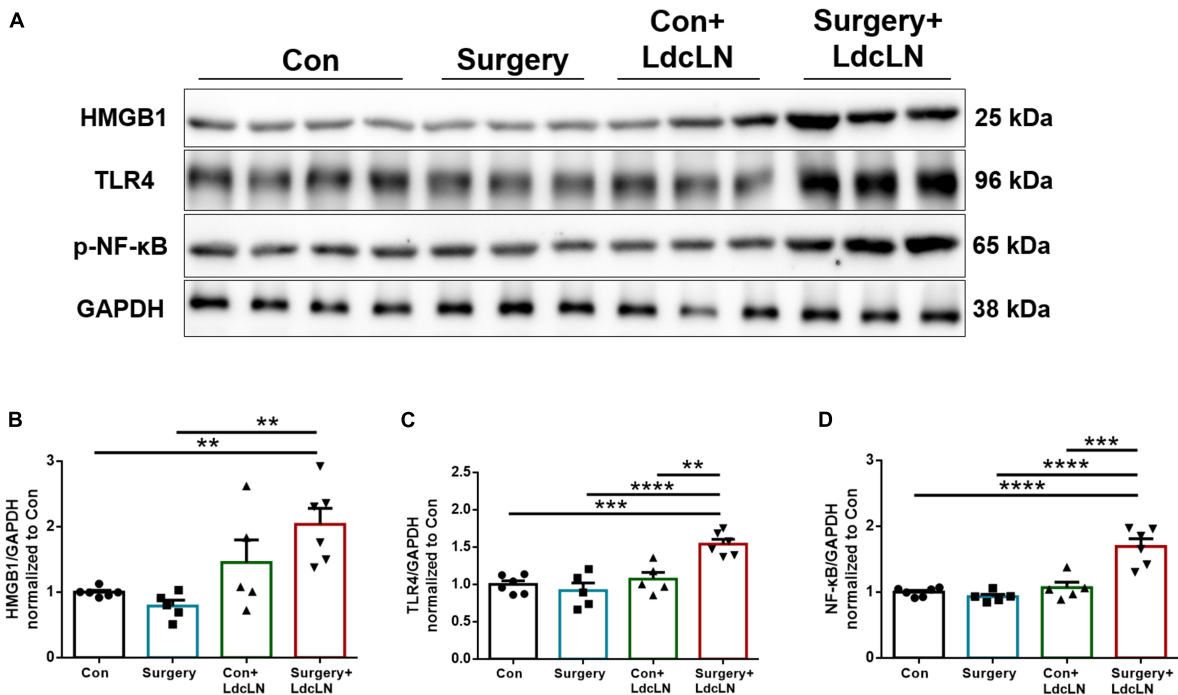 A
Con
Surgery
Con+
LdcLN
Surgery+
LdcLN
HMGB1
25 kDa
TLR4
96 kDa
p-NF-κB
65 kDa
GAPDH
38 kDa
B
**
**
HMGB1/GAPDH
normalized to Con
3
2
1
0
Con
Surgery
Con+
LdcLN
Surgery+
LdcLN
C
**
****
***
TLR4/GAPDH
normalized to Con
2.5
2.0
1.5
1.0
0.5
0.0
Con
Surgery
Con+
LdcLN
Surgery+
LdcLN
D
***
****
****
NF-κB/GAPDH
normalized to Con
3
2
1
0
Con
Surgery
Con+
LdcLN
Surgery+
LdcLN